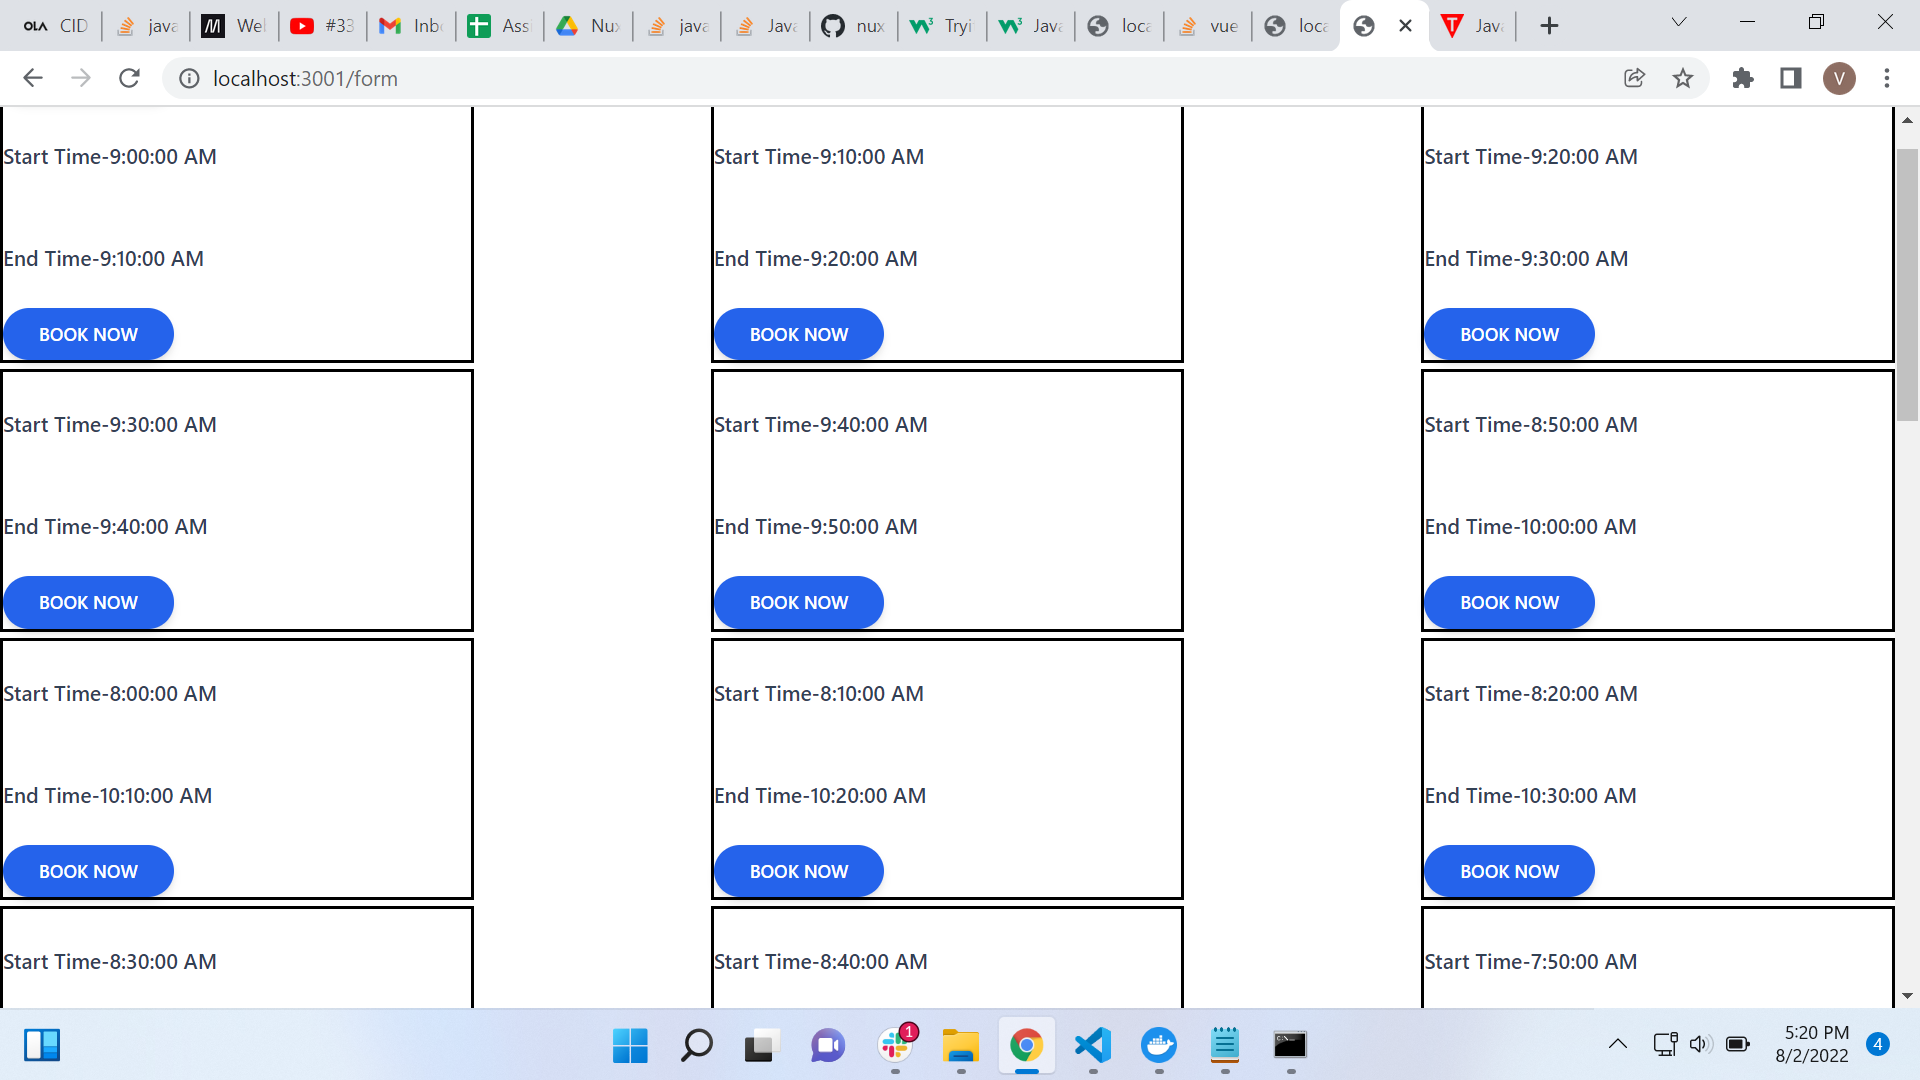 CID
java
Wel
#33
Inb
Ass
Nux
java
Java
nux
Tryi
Java
loca
vue
loca
Java
localhost:3001/form
V
Start Time-9:00:00 AM
Start Time-9:10:00 AM
Start Time-9:20:00 AM
End Time-9:10:00 AM
End Time-9:20:00 AM
End Time-9:30:00 AM
BOOK NOW
BOOK NOW
BOOK NOW
Start Time-9:30:00 AM
Start Time-9:40:00 AM
Start Time-8:50:00 AM
End Time-9:40:00 AM
End Time-9:50:00 AM
End Time-10:00:00 AM
BOOK NOW
BOOK NOW
BOOK NOW
Start Time-8:00:00 AM
Start Time-8:10:00 AM
Start Time-8:20:00 AM
End Time-10:10:00 AM
End Time-10:20:00 AM
End Time-10:30:00 AM
BOOK NOW
BOOK NOW
BOOK NOW
Start Time-8:30:00 AM
Start Time-8:40:00 AM
Start Time-7:50:00 AM
1
5:20 PM
8/2/2022
4